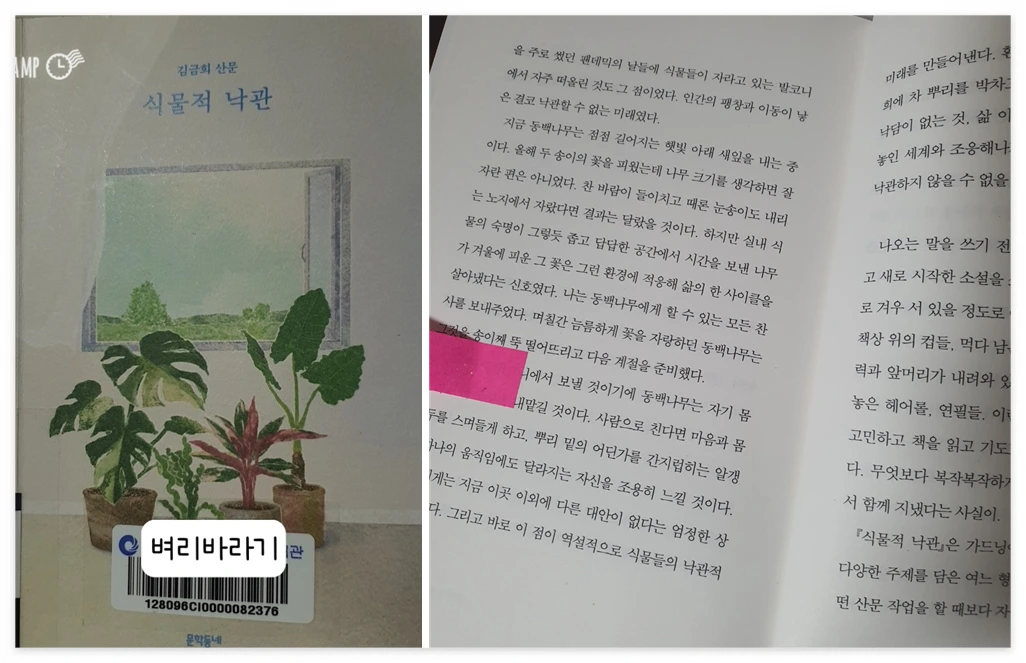 AMP
김금희 산문
식물적 낙관
벼리바라기
관
128096CI0000082376
문학동네
을 주로 썼던 팬데믹의 날들에 식물들이 자라고 있는 발코니
에서 자주 떠올린 것도 그 점이었다. 인간의 팽창과 이동이 낳
은 결코 낙관할 수 없는 미래였다.
지금 동백나무는 점점 길어지는 햇빛 아래 새잎을 내는 중
이다. 올해 두 송이의 꽃을 피웠는데 나무 크기를 생각하면 잘
자란 편은 아니었다. 찬 바람이 들이치고 때론 눈송이도 내리
는 노지에서 자랐다면 결과는 달랐을 것이다. 하지만 실내 식
물의 숙명이 그렇듯 좁고 답답한 공간에서 시간을 보낸 나무
가 겨울에 피운 그 꽃은 그런 환경에 적응해 삶의 한 사이클을
살아냈다는 신호였다. 나는 동백나무에게 할 수 있는 모든 찬
사를 보내주었다. 며칠간 늠름하게 꽃을 자랑하던 동백나무는
그것을 송이째 뚝 떨어뜨리고 다음 계절을 준비했다.
니에서 보낼 것이기에 동백나무는 자기 몸
내맡길 것이다. 사람으로 친다면 마음과 몸
두를 스며들게 하고, 뿌리 밑의 어딘가를 간지럽히는 알갱
하나의 움직임에도 달라지는 자신을 조용히 느낄 것이다.
에게는 지금 이곳 이외에 다른 대안이 없다는 엄정한 상
다. 그리고 바로 이 점이 역설적으로 식물들의 낙관적
미래를 만들어낸다.
희에 차 뿌리를 박차고
낙담이 없는 것, 삶 이
놓인 세계와 조응해나
낙관하지 않을 수 없을
나오는 말을 쓰기 전
고 새로 시작한 소설을
로 겨우 서 있을 정도로
책상 위의 컵들, 먹다 남
력과 앞머리가 내려와 있
놓은 헤어롤, 연필들. 이런
고민하고 책을 읽고 기도
다. 무엇보다 복작복작하게
서 함께 지냈다는 사실이.
『식물적 낙관』은 가드닝
다양한 주제를 담은 여느 형
떤 산문 작업을 할 때보다 자